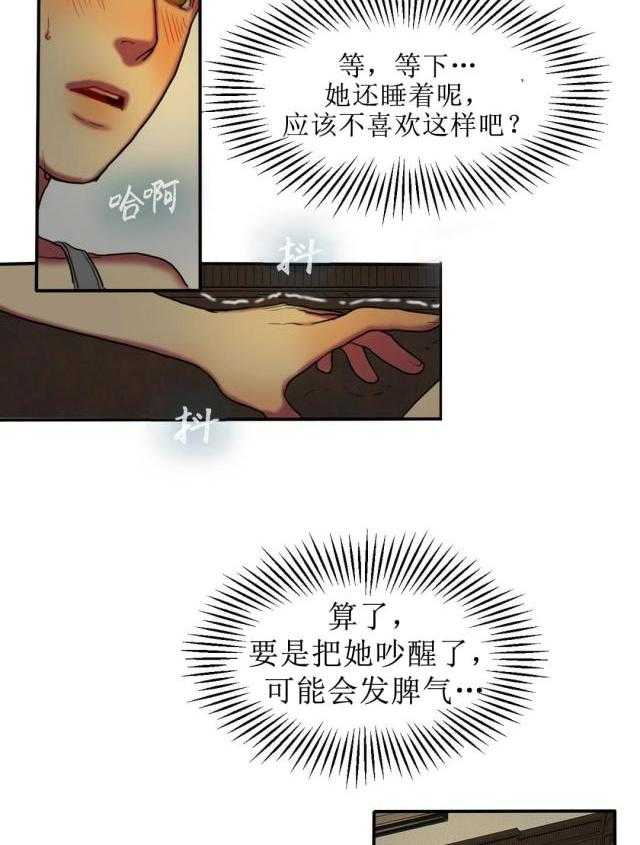 等，等下…
她还睡着呢，
应该不喜欢这样吧？
哈啊
抖
抖
算了，
要是把她吵醒了，
可能会发脾气…